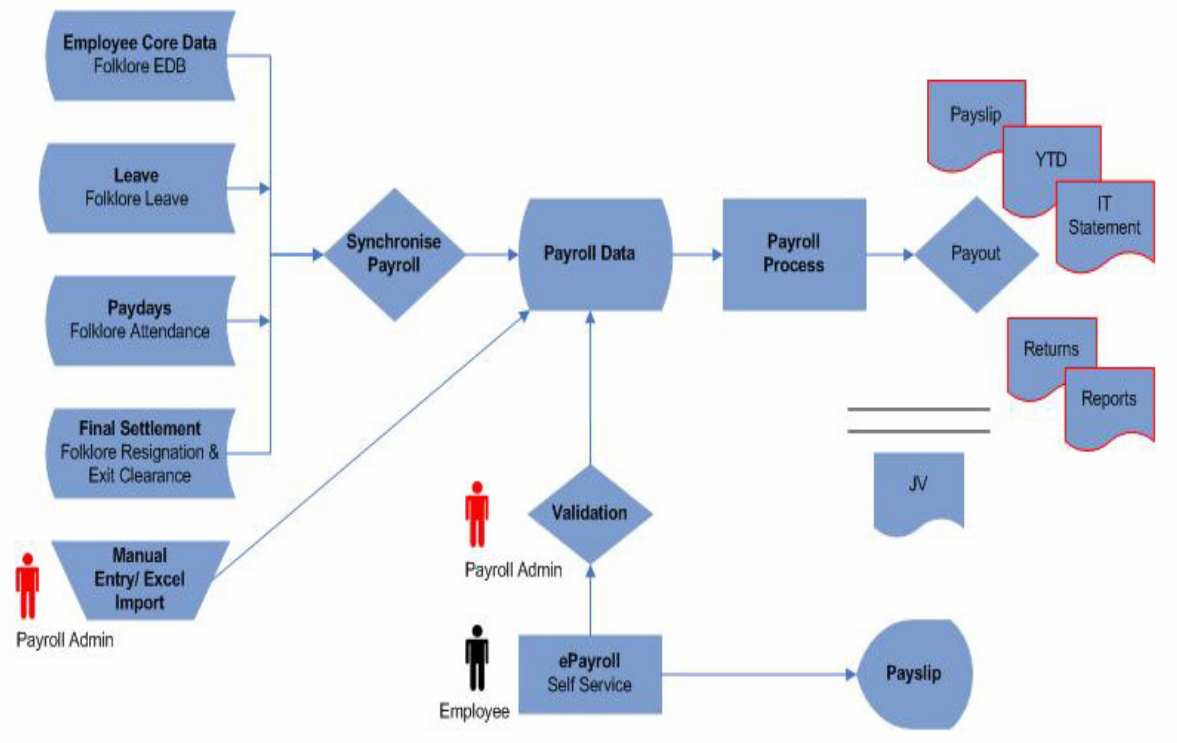 Employee Core Data
Folklore EDB
Leave
Folklore Leave
Paydays
Folklore Attendance
Final Settlement
Folklore Resignation &
Exit Clearance
Manual
Entry/ Excel
Import
Payroll Admin
Synchronise
Payroll
Payroll Data
Payroll
Process
Payout
Payslip
YTD
IT
Statement
Returns
Reports
JV
Validation
Payroll Admin
ePayroll
Self Service
Employee
Payslip